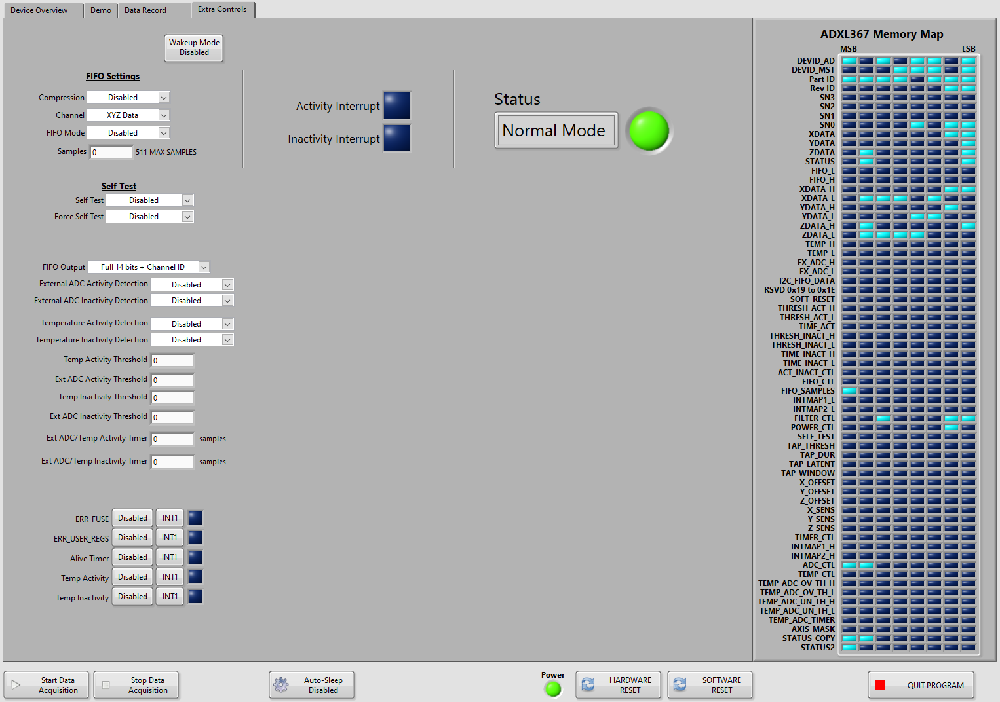 Device Overview
Demo
Data Record
Extra Controls
Wakeup Mode
Disabled
FIFO Settings
Compression
Disabled
Channel
XYZ Data
FIFO Mode
Disabled
Samples
0
511 MAX SAMPLES
Activity Interrupt
Inactivity Interrupt
Status
Normal Mode
Self Test
Self Test
Disabled
Force Self Test
Disabled
FIFO Output
Full 14 bits + Channel ID
External ADC Activity Detection
Disabled
External ADC Inactivity Detection
Disabled
Temperature Activity Detection
Disabled
Temperature Inactivity Detection
Disabled
Temp Activity Threshold
0
Ext ADC Activity Threshold
0
Temp Inactivity Threshold
0
Ext ADC Inactivity Threshold
0
Ext ADC/Temp Activity Timer
0
samples
Ext ADC/Temp Inactivity Timer
0
samples
ERR_FUSE
Disabled
INT1
ERR_USER_REGS
Disabled
INT1
Alive Timer
Disabled
INT1
Temp Activity
Disabled
INT1
Temp Inactivity
Disabled
INT1
ADXL367 Memory Map
MSB
LSB
DEVID_AD
DEVID_MST
Part ID
Rev ID
SN3
SN2
SN1
SN0
XDATA
YDATA
ZDATA
STATUS
FIFO_L
FIFO_H
XDATA_H
XDATA_L
YDATA_H
YDATA_L
ZDATA_H
ZDATA_L
TEMP_H
TEMP_L
EX_ADC_H
EX_ADC_L
I2C_FIFO_DATA
RSVD 0x19 to 0x1E
SOFT_RESET
THRESH_ACT_H
THRESH_ACT_L
TIME_ACT
THRESH_INACT_H
THRESH_INACT_L
TIME_INACT_H
TIME_INACT_L
ACT_INACT_CTL
FIFO_CTL
FIFO_SAMPLES
INTMAP1_L
INTMAP2_L
FILTER_CTL
POWER_CTL
SELF_TEST
TAP_THRESH
TAP_DUR
TAP_LATENT
TAP_WINDOW
X_OFFSET
Y_OFFSET
Z_OFFSET
X_SENS
Y_SENS
Z_SENS
TIMER_CTL
INTMAP1_H
INTMAP2_H
ADC_CTL
TEMP_CTL
TEMP_ADC_OV_TH_H
TEMP_ADC_OV_TH_L
TEMP_ADC_UN_TH_H
TEMP_ADC_UN_TH_L
TEMP_ADC_TIMER
AXIS_MASK
STATUS_COPY
STATUS2
Start Data
Acquisition
Stop Data
Acquisition
Auto-Sleep
Disabled
Power
HARDWARE
RESET
SOFTWARE
RESET
QUIT PROGRAM